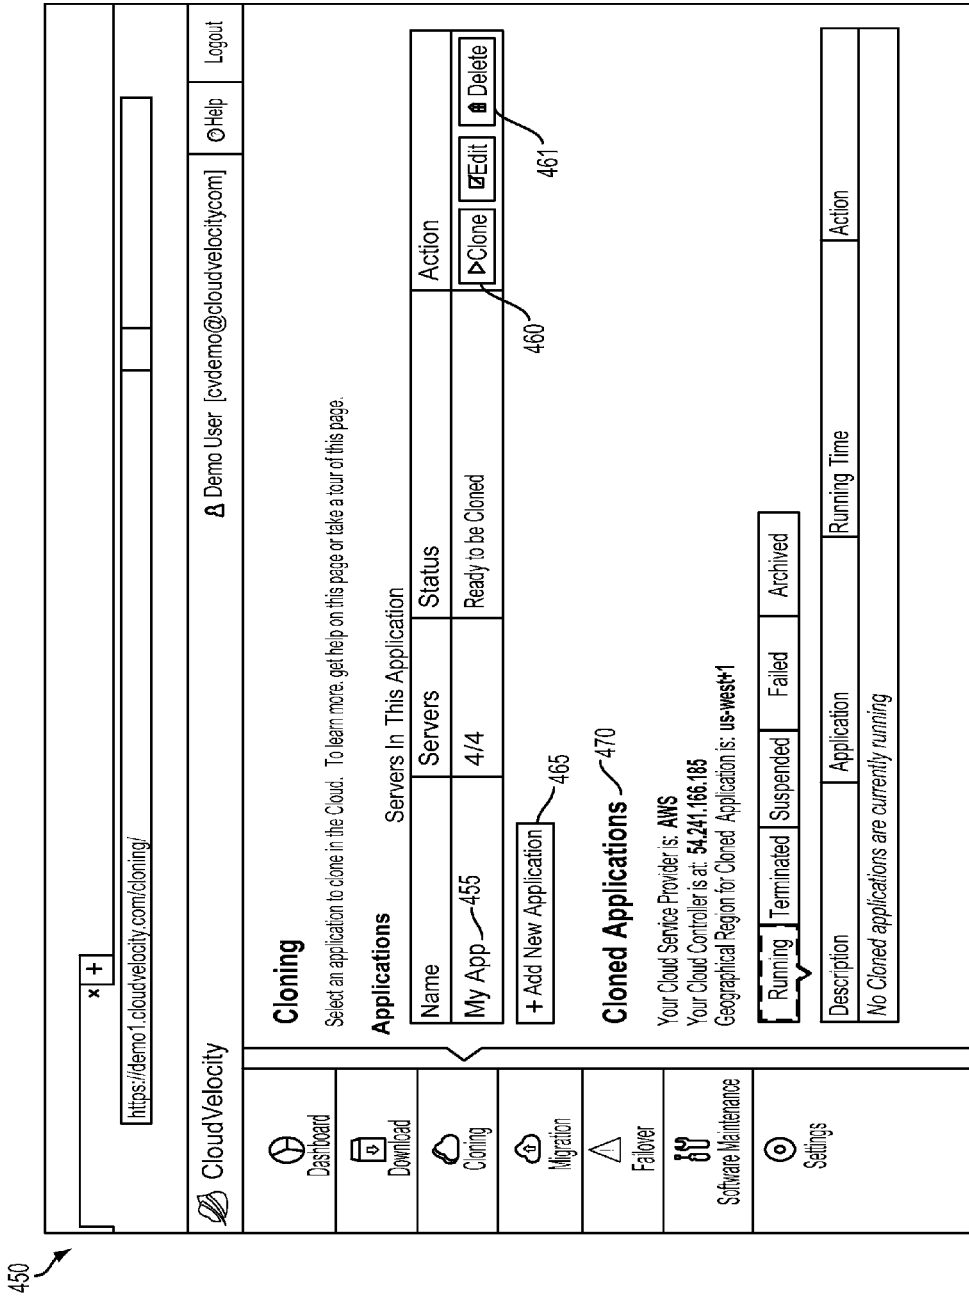 450
x +
https://demo1.cloudvelocity.com/cloning/
CloudVelocity
Demo User [cvdemo@cloudvelocitycom]
Help
Logout
Dashboard
Download
Cloning
Migration
Failover
Software Maintenance
Settings
Cloning
Select an application to clone in the Cloud. To learn more. get help on this page or take a tour of this page.
Applications
Servers In This Application
Name Servers Status Action
My App 455 4/4 Ready to be Cloned Clone Edit Delete
460
461
+ Add New Application
465
Cloned Applications 470
Your Cloud Service Provider is: AWS
Your Cloud Controller is at: 54.241.166.185
Geographical Region for Cloned Application is: us-west+1
Running Terminated Suspended Failed Archived
Description Application Running Time Action
No Cloned applications are currently running